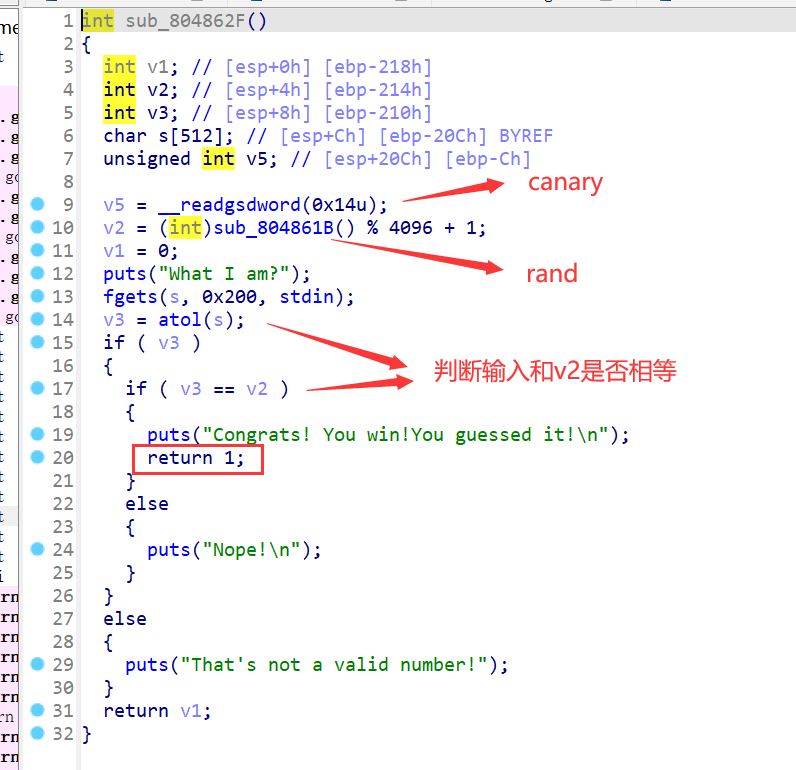 1 int sub_804862F()
2 {
3 int v1; // [esp+0h] [ebp-218h]
4 int v2; // [esp+4h] [ebp-214h]
5 int v3; // [esp+8h] [ebp-210h]
6 char s[512]; // [esp+Ch] [ebp-20Ch] BYREF
7 unsigned int v5; // [esp+20Ch] [ebp-Ch]
8
canary
9 v5 = __readgsdword(0x14u);
10 v2 = (int)sub_804861B() % 4096 + 1;
11 v1 = 0;
12 puts("What I am?");
rand
13 fgets(s, 0x200, stdin);
14 v3 = atol(s);
15 if ( v3 )
16 {
判断输入和v2是否相等
17 if ( v3 == v2 )
18 {
19 puts("Congrats! You win!You guessed it!\n");
20 return 1;
21 }
22 else
23 {
24 puts("Nope!\n");
25 }
26 }
27 else
28 {
29 puts("That's not a valid number!");
30 }
31 return v1;
32 }